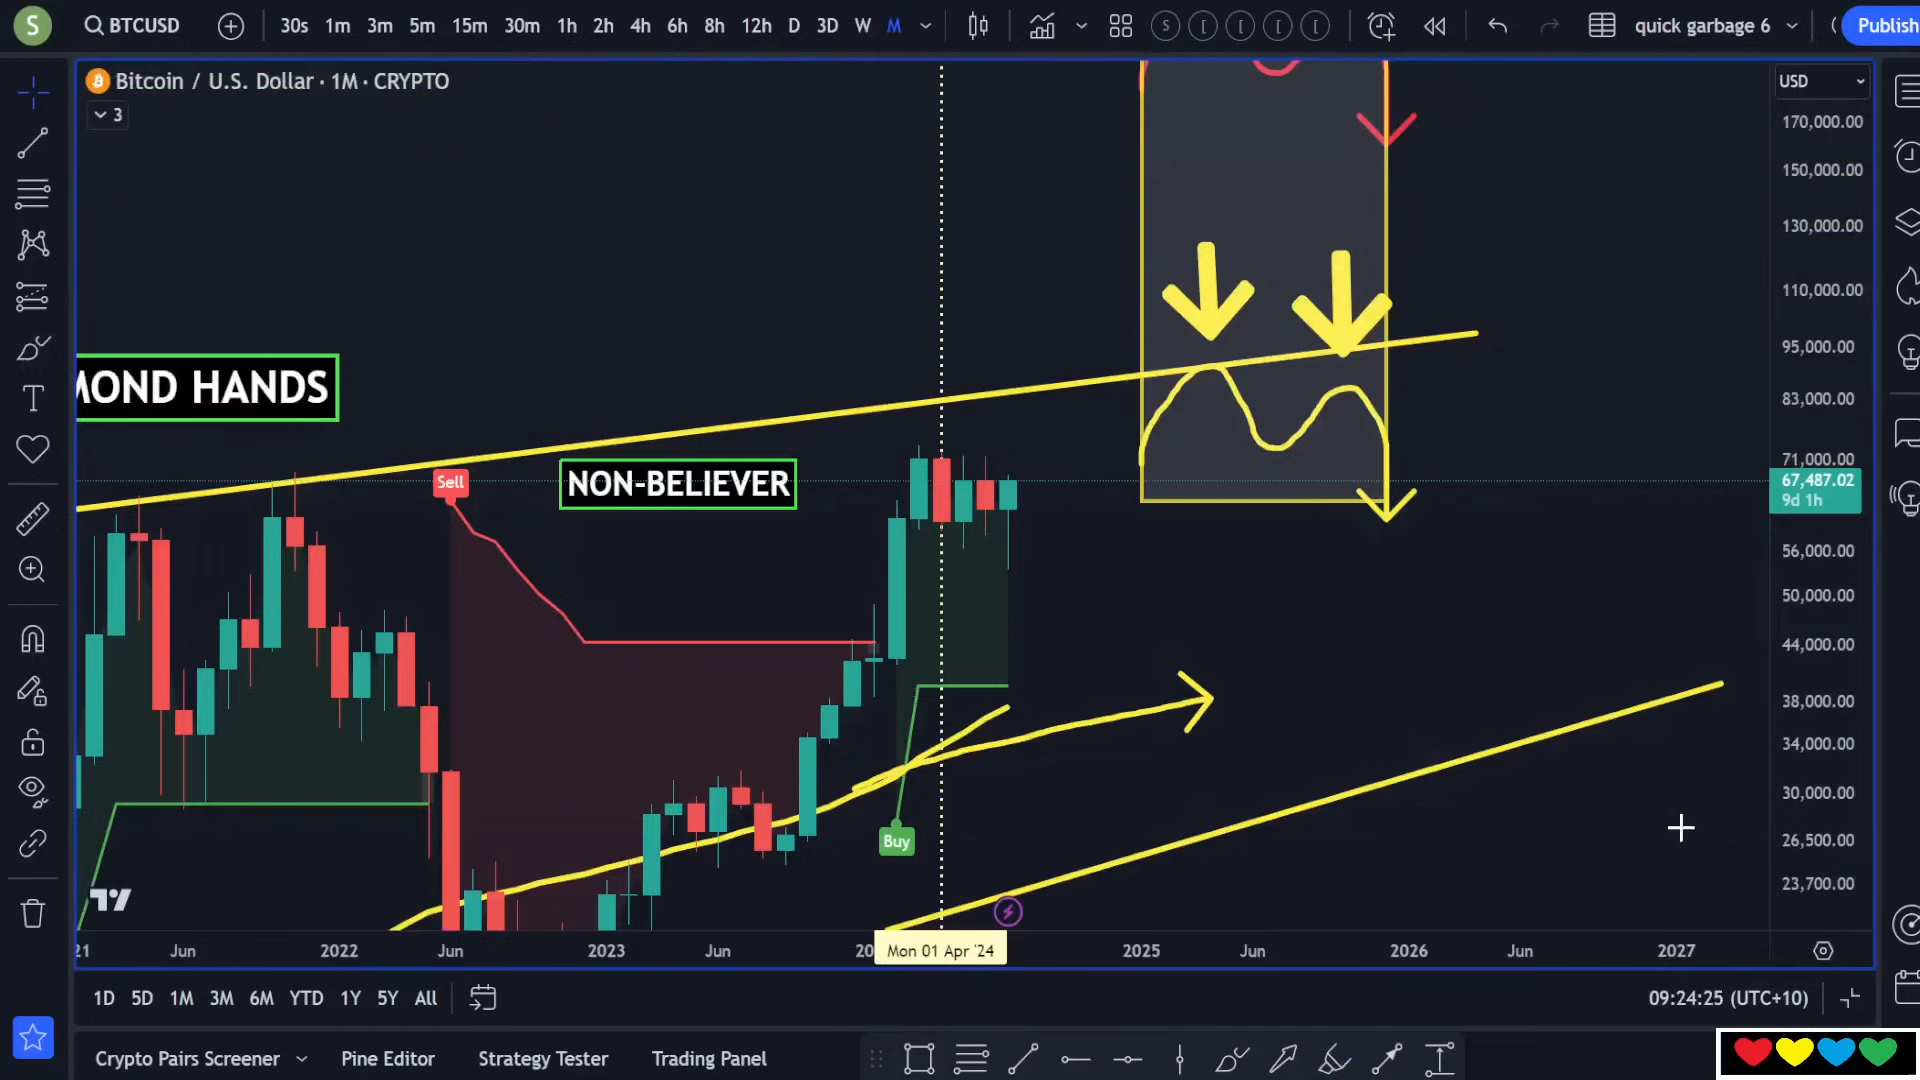 S BTCUSD 30s 1m 3m 5m 15m 30m 1h 2h 4h 6h 8h 12h D 3D W M S [ [ [ [ quick garbage 6 ( Publish
Bitcoin / U.S. Dollar · 1M · CRYPTO
3
USD
170,000.00
150,000.00
130,000.00
110,000.00
95,000.00
MOND HANDS
83,000.00
71,000.00
Sell
NON-BELIEVER
67,487.02
9d 1h
56,000.00
50,000.00
44,000.00
38,000.00
34,000.00
30,000.00
Buy
26,500.00
23,700.00
21 Jun 2022 Jun 2023 Jun 20 Mon 01 Apr '24 2025 Jun 2026 Jun 2027
1D 5D 1M 3M 6M YTD 1Y 5Y All 09:24:25 (UTC+10)
Crypto Pairs Screener Pine Editor Strategy Tester Trading Panel